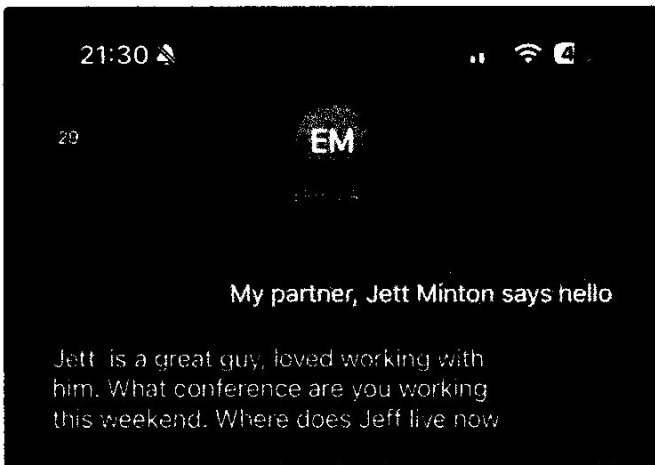 21:30
29
EM
My partner, Jett Minton says hello
Jett is a great guy, loved working with
him. What conference are you working
this weekend. Where does Jeff live now